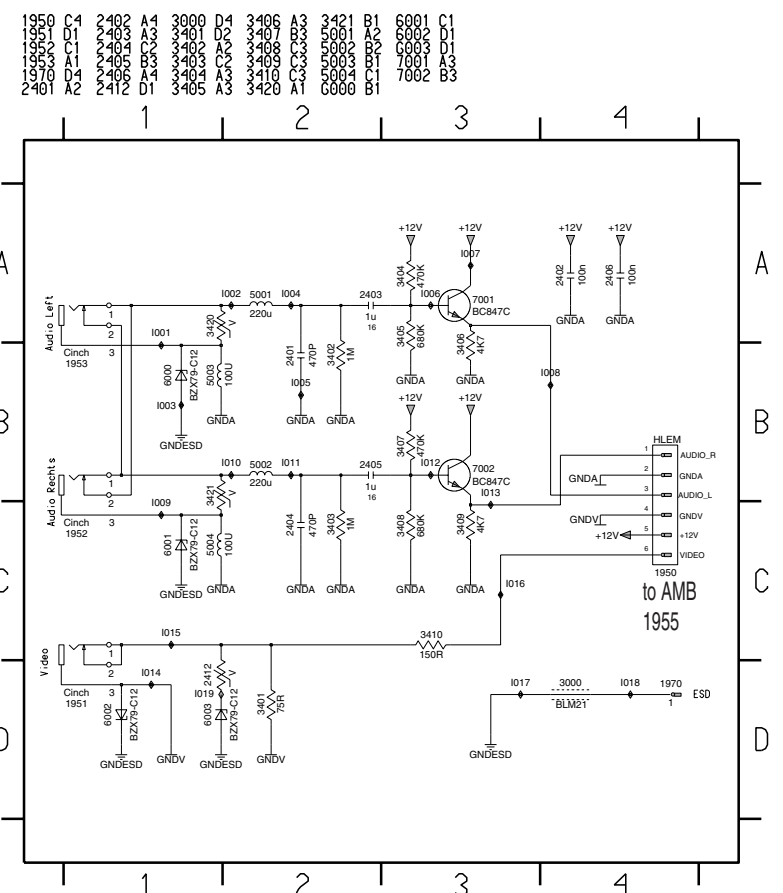 1950 C4 2402 A4 3000 D4 3406 A3 3421 B1 6001 C1
1951 D1 2403 A3 3401 D2 3407 B3 5001 A2 6002 D1
1952 C1 2404 C2 3402 A2 3408 C3 5002 B2 6003 D1
1953 A1 2405 B3 3403 C2 3409 C3 5003 B1 7001 A3
1970 D4 2406 A4 3404 A3 3410 C3 5004 C1 7002 B3
2401 A2 2412 D1 3405 A3 3420 A1 6000 B1
1 2 3 4
A A
+12V +12V +12V +12V
I007
3404 470K
2402 100n
2406 100n
I002 5001 I004 2403 I006 7001
220u 1u BC847C
16
Audio Left
1
2
3
Cinch
1953
I001
3420 V
3405 680K
3406 4K7
GNDA GNDA
2401 470P
3402 1M
6000 BZX79-C12
5003 100U
I005
I008
I003
GNDA GNDA
B B
GNDESD GNDA GNDA GNDA
+12V +12V
3407 470K
HLEM
1 AUDIO_R
2 GNDA
GNDA
3 AUDIO_L
4 GNDV
GNDV
5 +12V
+12V
6 VIDEO
1950
to AMB
1955
I010 5002 I011 2405 I012 7002
220u 1u BC847C
16
I013
Audio Rechts
1
2
3
Cinch
1952
I009
3421 V
6001 BZX79-C12
5004 100U
2404 470P
3403 1M
3408 680K
3409 4K7
GNDESD GNDA GNDA GNDA GNDA GNDA
C C
I016
Video
1
2
3
Cinch
1951
I015
3410
150R
I014
2412 V
I019
6002 BZX79-C12
6003 BZX79-C12
3401 75R
GNDESD GNDV GNDESD GNDV
I017 3000 I018 1970
BLM21 1
ESD
GNDESD
D D
1 2 3 4